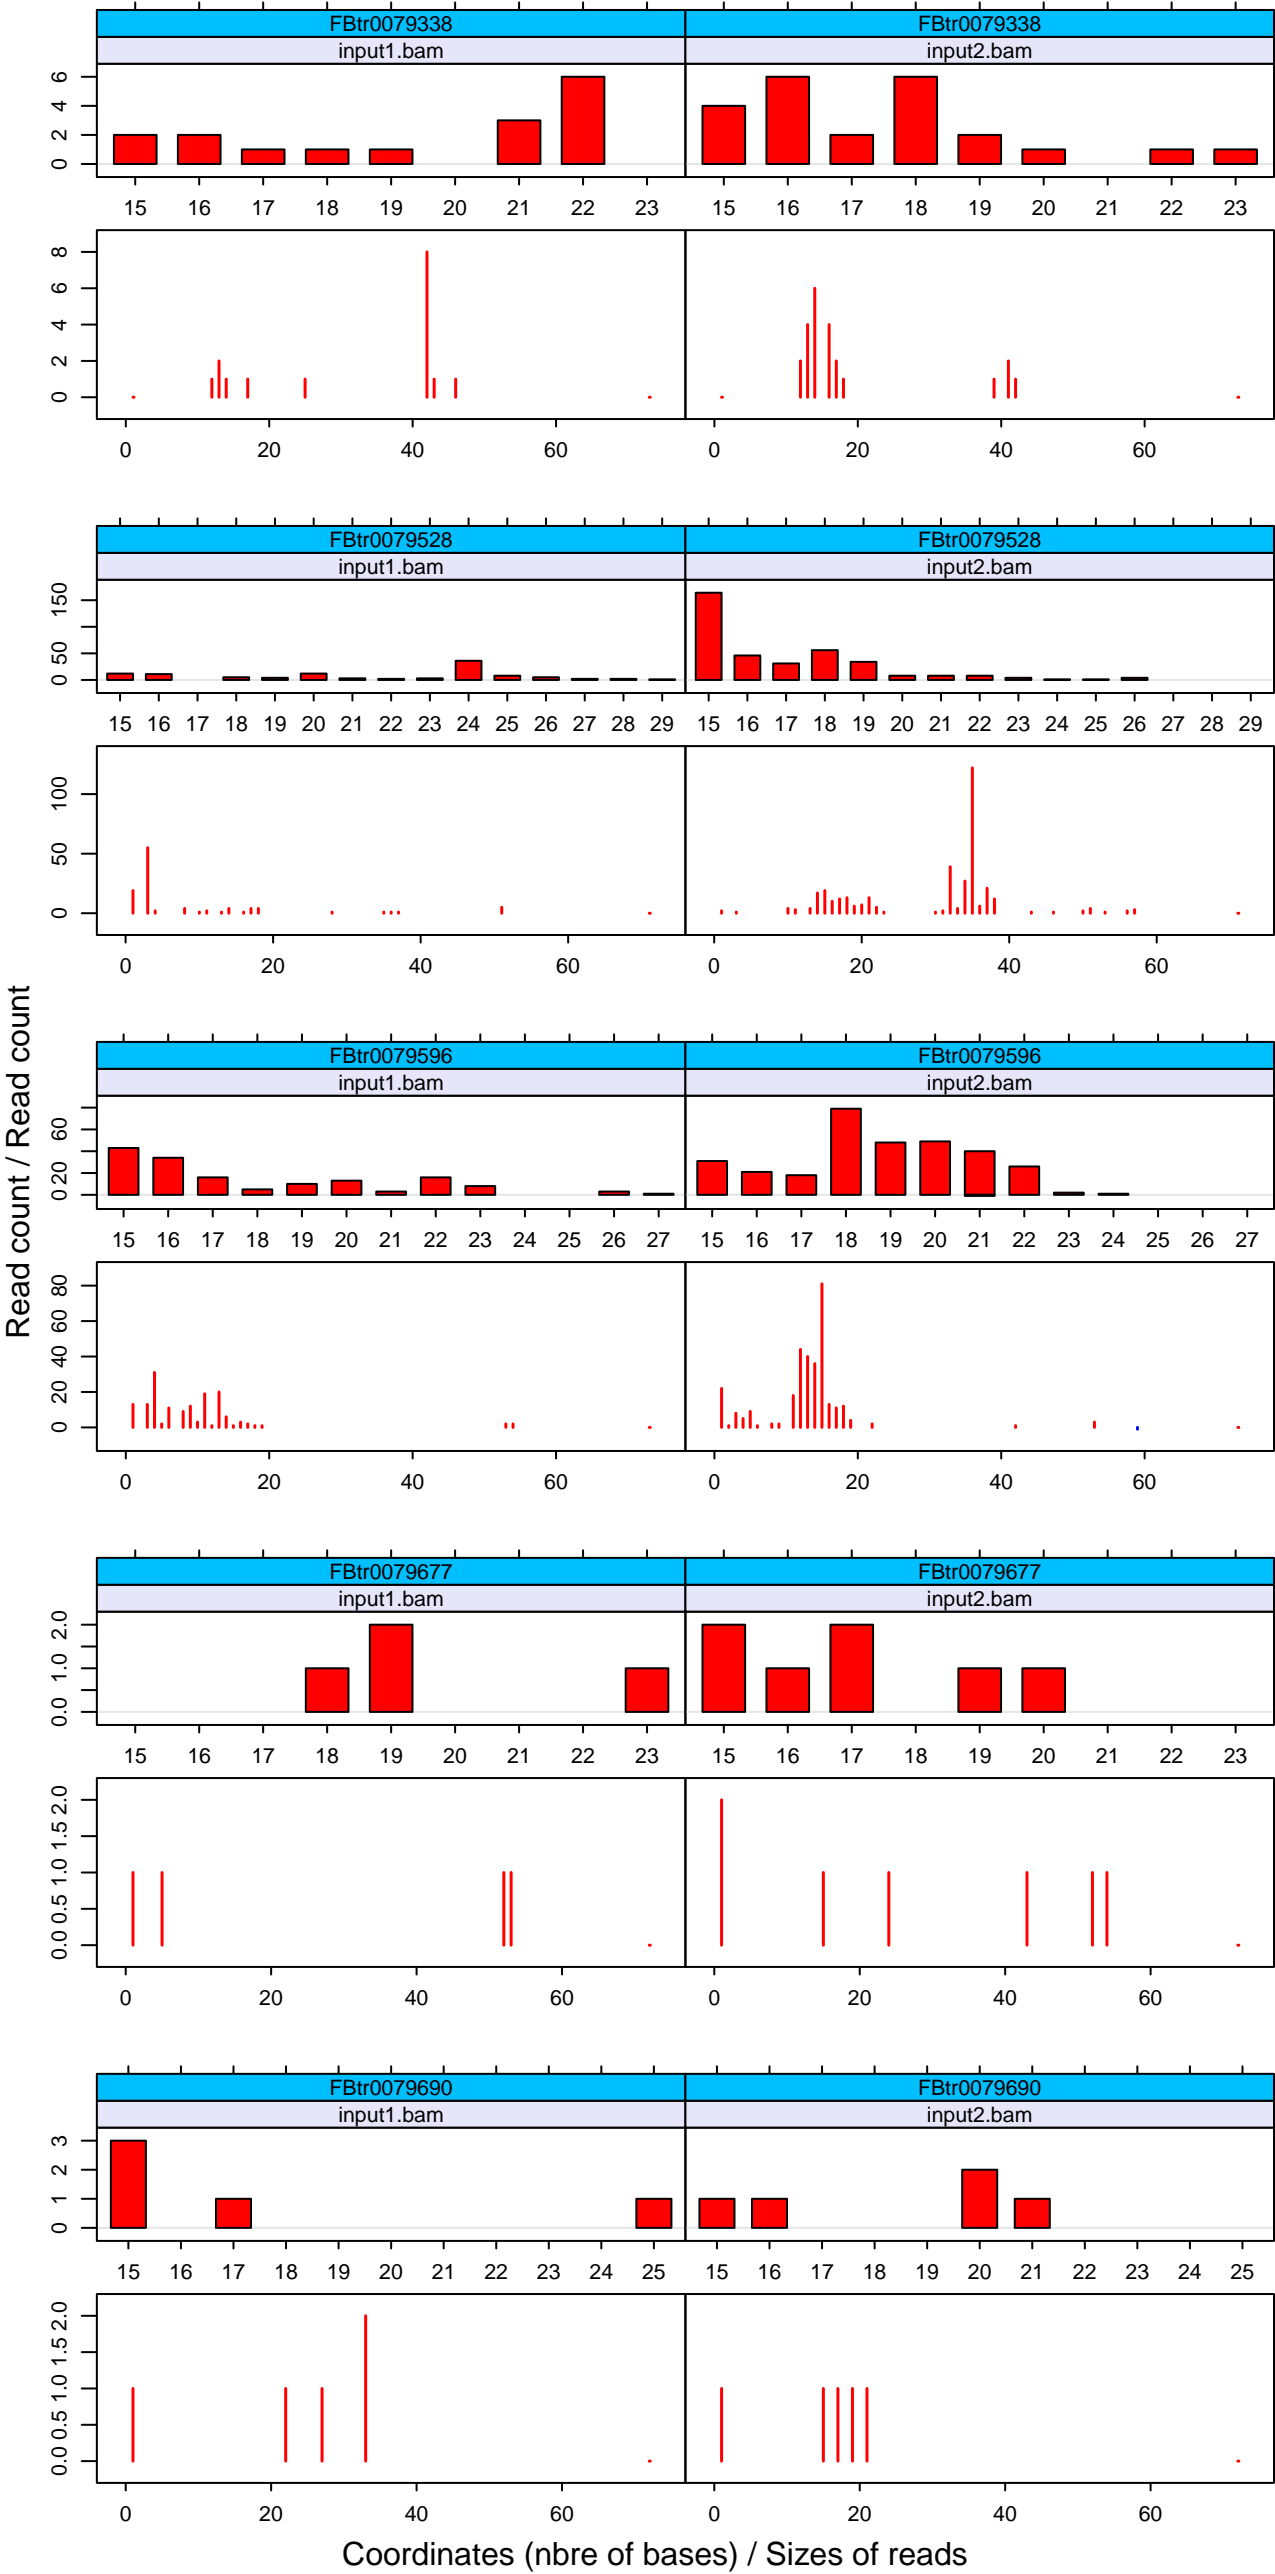 FBtr0079338 FBtr0079338
input1.bam input2.bam
0 2 4 6
15 16 17 18 19 20 21 22 23 15 16 17 18 19 20 21 22 23
0 2 4 6 8
0 20 40 60 0 20 40 60
FBtr0079528 FBtr0079528
input1.bam input2.bam
0 50 150
15 16 17 18 19 20 21 22 23 24 25 26 27 28 29 15 16 17 18 19 20 21 22 23 24 25 26 27 28 29
0 50 100
0 20 40 60 0 20 40 60
Read count / Read count
FBtr0079596 FBtr0079596
input1.bam input2.bam
0 20 60
15 16 17 18 19 20 21 22 23 24 25 26 27 15 16 17 18 19 20 21 22 23 24 25 26 27
0 20 40 60 80
0 20 40 60 0 20 40 60
FBtr0079677 FBtr0079677
input1.bam input2.bam
0.0 1.0 2.0
15 16 17 18 19 20 21 22 23 15 16 17 18 19 20 21 22 23
0.0 0.5 1.0 1.5 2.0
0 20 40 60 0 20 40 60
FBtr0079690 FBtr0079690
input1.bam input2.bam
0 1 2 3
15 16 17 18 19 20 21 22 23 24 25 15 16 17 18 19 20 21 22 23 24 25
0.0 0.5 1.0 1.5 2.0
0 20 40 60 0 20 40 60
Coordinates (nbre of bases) / Sizes of reads